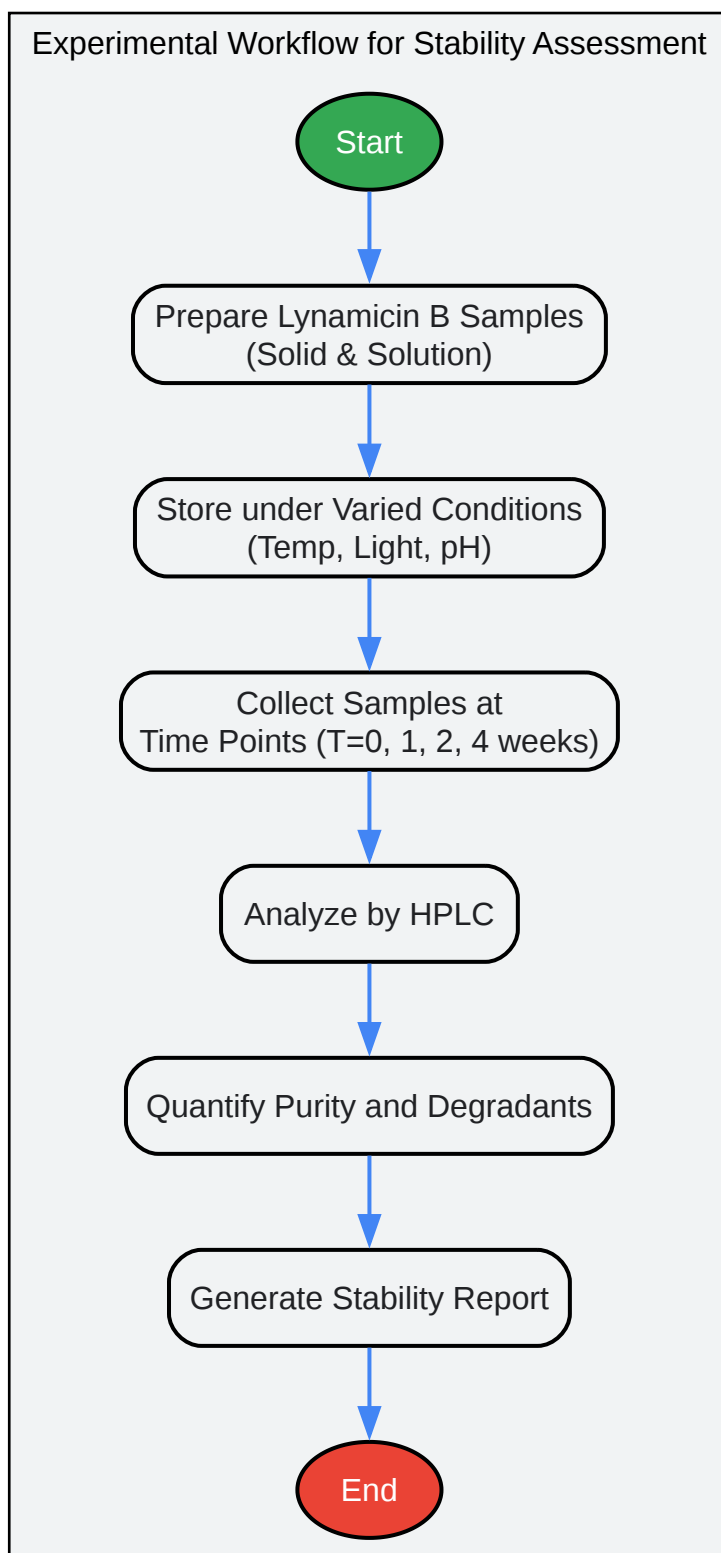 Experimental Workflow for Stability Assessment
Start
Prepare Lynamicin B Samples
(Solid & Solution)
Store under Varied Conditions
(Temp, Light, pH)
Collect Samples at
Time Points (T=0, 1, 2, 4 weeks)
Analyze by HPLC
Quantify Purity and Degradants
Generate Stability Report
End